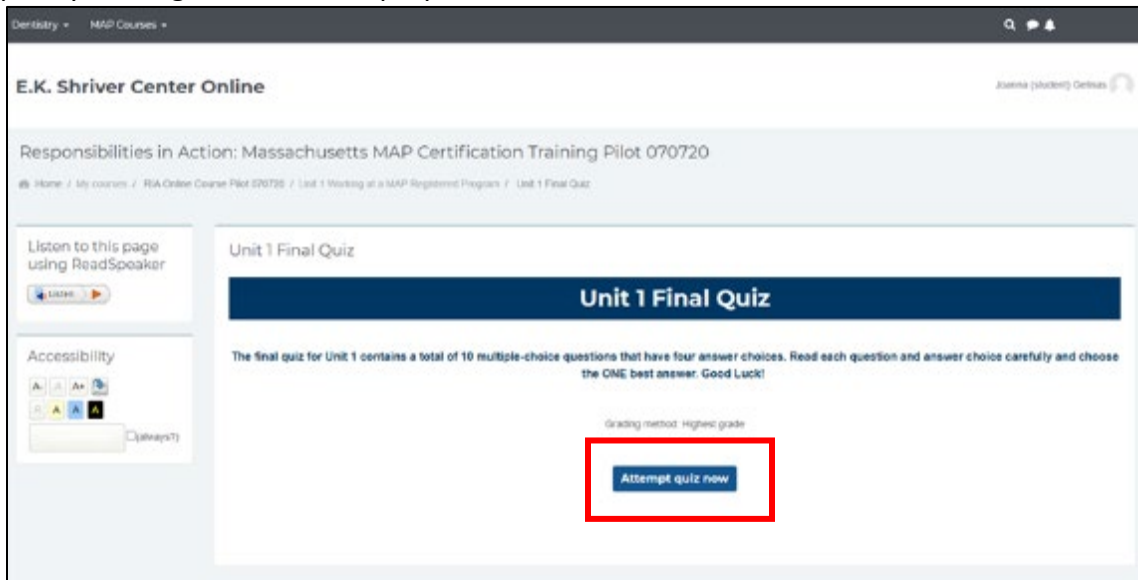 Dentistry MAP Courses
E.K. Shriver Center Online
Joanna (student)
Responsibilities in Action: Massachusetts MAP Certification Training Pilot 070720
Home / My courses / RIA Online Course Pilot 070720 / Unit 1 Working at a MAP Registered Program / Unit 1 Final Quiz
Listen to this page
using ReadSpeaker
Listen
Unit 1 Final Quiz
Unit 1 Final Quiz
The final quiz for Unit 1 contains a total of 10 multiple-choice questions that have four answer choices. Read each question and answer choice carefully and choose
the ONE best answer. Good Luck!
Accessibility
A- A A+
R A A A
(always?)
Grading method: Highest grade
Attempt quiz now